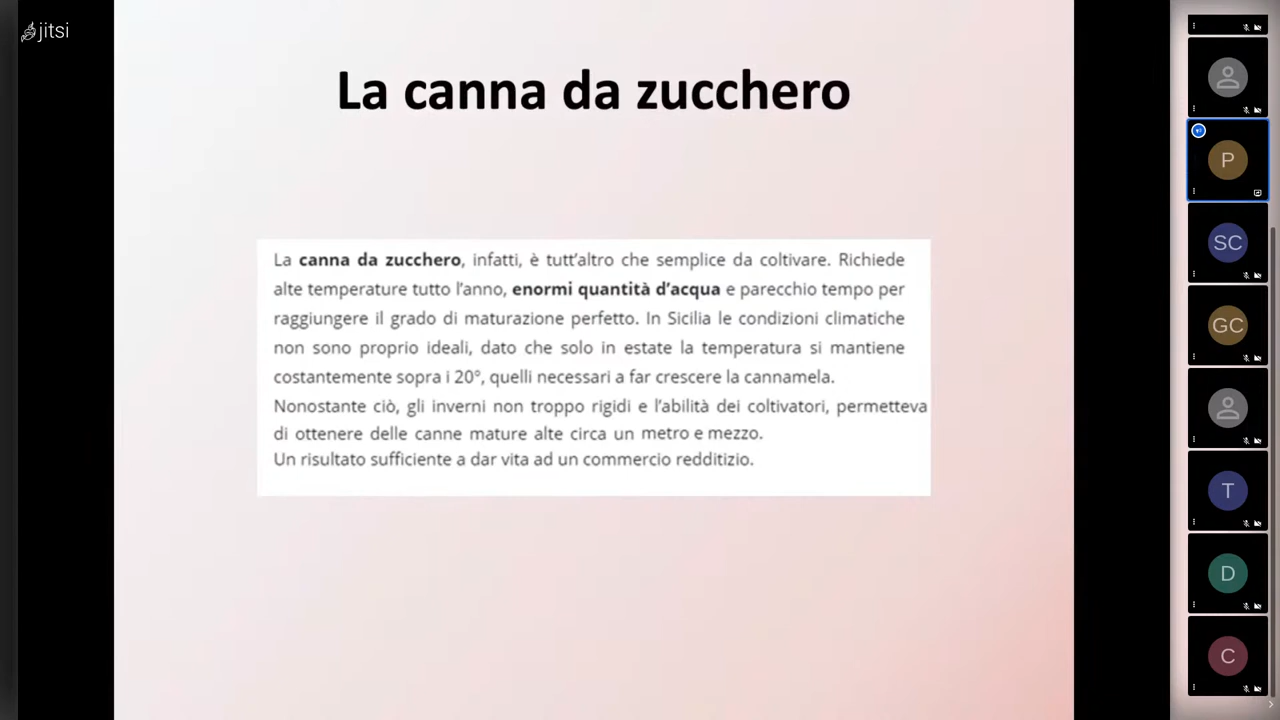 jitsi
La canna da zucchero
La canna da zucchero, infatti, è tutt'altro che semplice da coltivare. Richiede
alte temperature tutto l'anno, enormi quantità d'acqua e parecchio tempo per
raggiungere il grado di maturazione perfetto. In Sicilia le condizioni climatiche
non sono proprio ideali, dato che solo in estate la temperatura si mantiene
costantemente sopra i 20°, quelli necessari a far crescere la cannamela.
Nonostante ciò, gli inverni non troppo rigidi e l'abilità dei coltivatori, permetteva
di ottenere delle canne mature alte circa un metro e mezzo.
Un risultato sufficiente a dar vita ad un commercio redditizio.
P
SC
GC
T
D
C